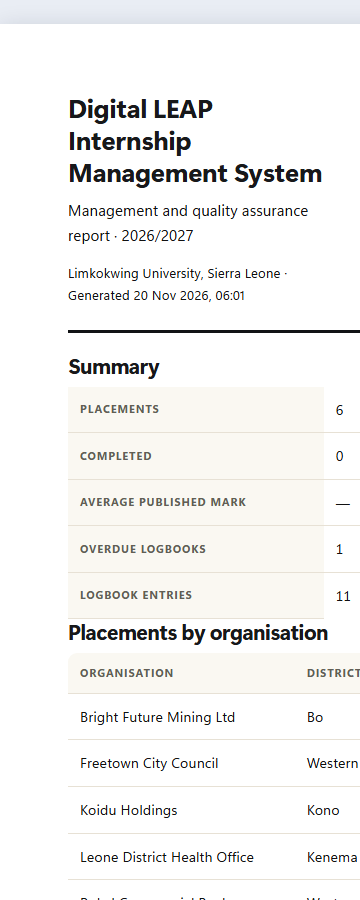 Digital LEAP
Internship
Management System
Management and quality assurance
report · 2026/2027
Limkokwing University, Sierra Leone ·
Generated 20 Nov 2026, 06:01
Summary
PLACEMENTS 6
COMPLETED 0
AVERAGE PUBLISHED MARK —
OVERDUE LOGBOOKS 1
LOGBOOK ENTRIES 11
Placements by organisation
ORGANISATION DISTRICT
Bright Future Mining Ltd Bo
Freetown City Council Western
Koidu Holdings Kono
Leone District Health Office Kenema